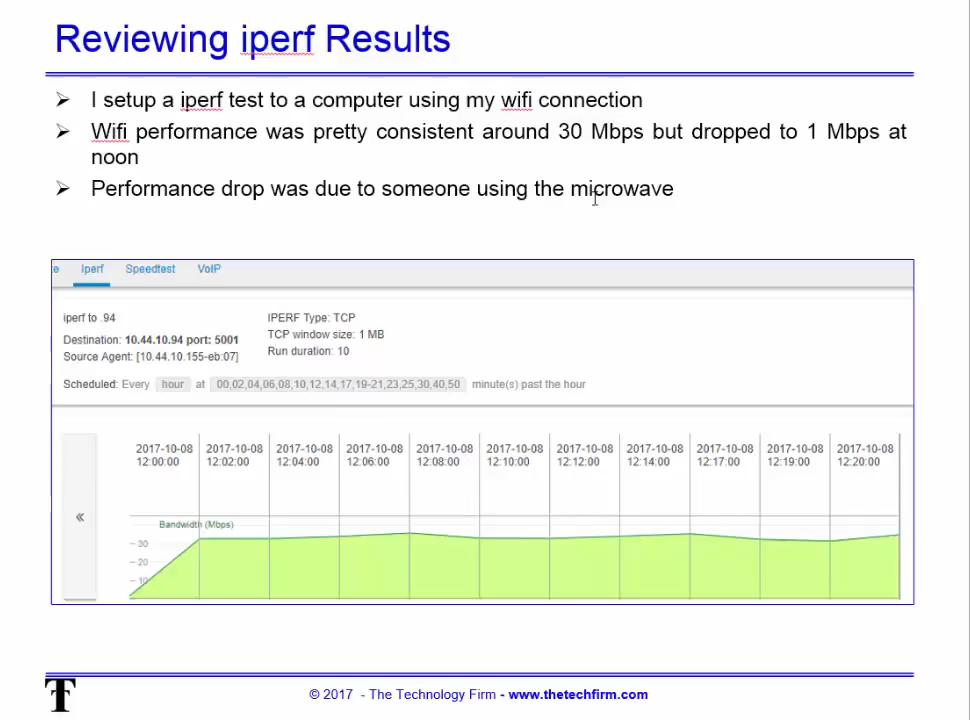 Reviewing iperf Results
I setup a iperf test to a computer using my wifi connection
Wifi performance was pretty consistent around 30 Mbps but dropped to 1 Mbps at
noon
Performance drop was due to someone using the microwave
e Iperf Speedtest VoIP
iperf to .94 IPERF Type: TCP
TCP window size: 1 MB
Destination: 10.44.10.94 port: 5001
Run duration: 10
Source Agent: [10.44.10.155-eb:07]
Scheduled: Every hour at 00,02,04,06,08,10,12,14,17,19-21,23,25,30,40,50 minute(s) past the hour
2017-10-08 2017-10-08 2017-10-08 2017-10-08 2017-10-08 2017-10-08 2017-10-08 2017-10-08 2017-10-08 2017-10-08 2017-10-08
12:00:00 12:02:00 12:04:00 12:06:00 12:08:00 12:10:00 12:12:00 12:14:00 12:17:00 12:19:00 12:20:00
«
Bandwidth (Mbps)
30
20
10
T © 2017 - The Technology Firm - www.thetechfirm.com